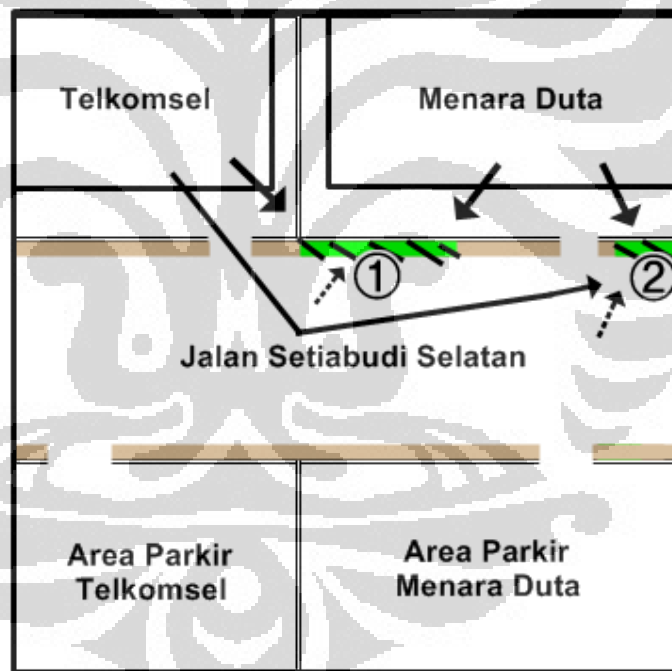 Telkomsel
Menara Duta
1
2
Jalan Setiabudi Selatan
Area Parkir
Telkomsel
Area Parkir
Menara Duta